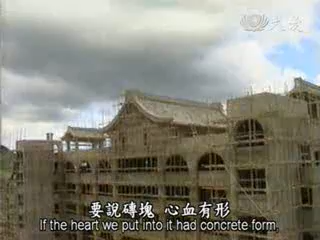 大愛
要說磚塊 心血有形
If the heart we put into it had concrete form,